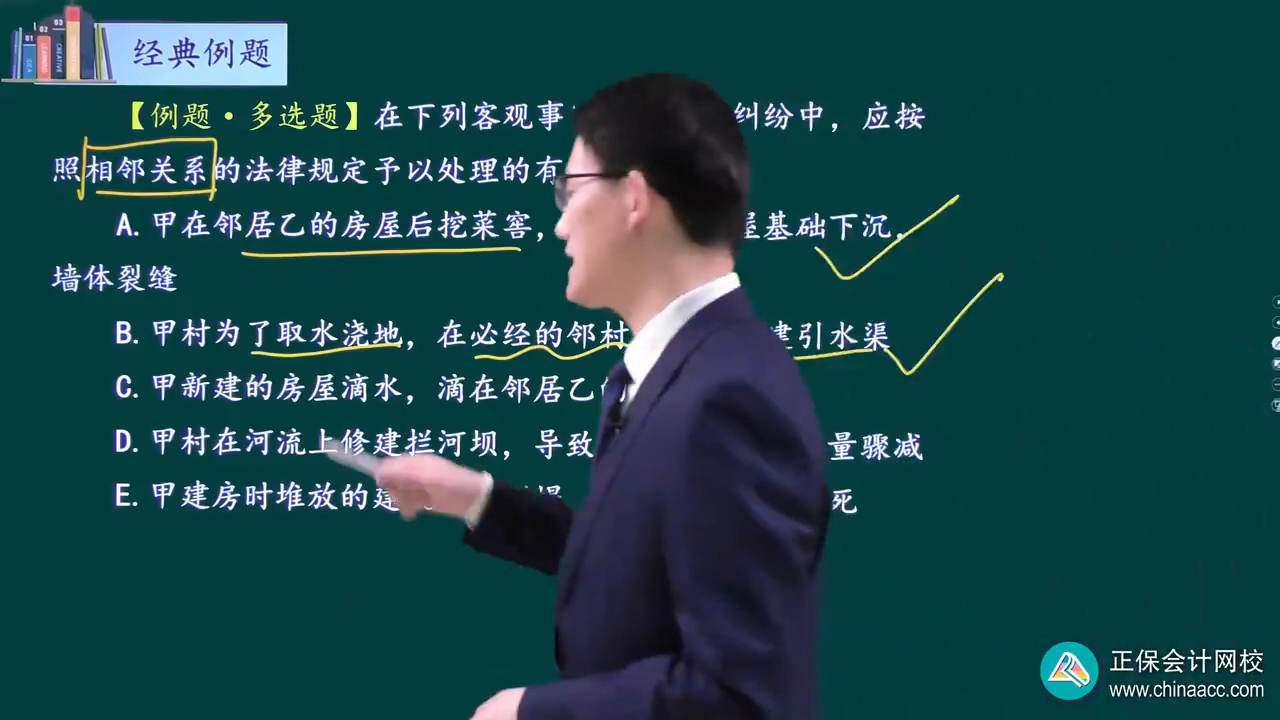 经典例题
【例题·多选题】在下列客观事 纠纷中，应按
照相邻关系的法律规定予以处理的有
A. 甲在邻居乙的房屋后挖菜窖， 屋基础下沉，
墙体裂缝
B. 甲村为了取水浇地，在必经的邻村 建引水渠
C. 甲新建的房屋滴水，滴在邻居乙的
D. 甲村在河流上修建拦河坝，导致 量骤减
E. 甲建房时堆放的建 死
正保会计网校
www.chinaacc.com